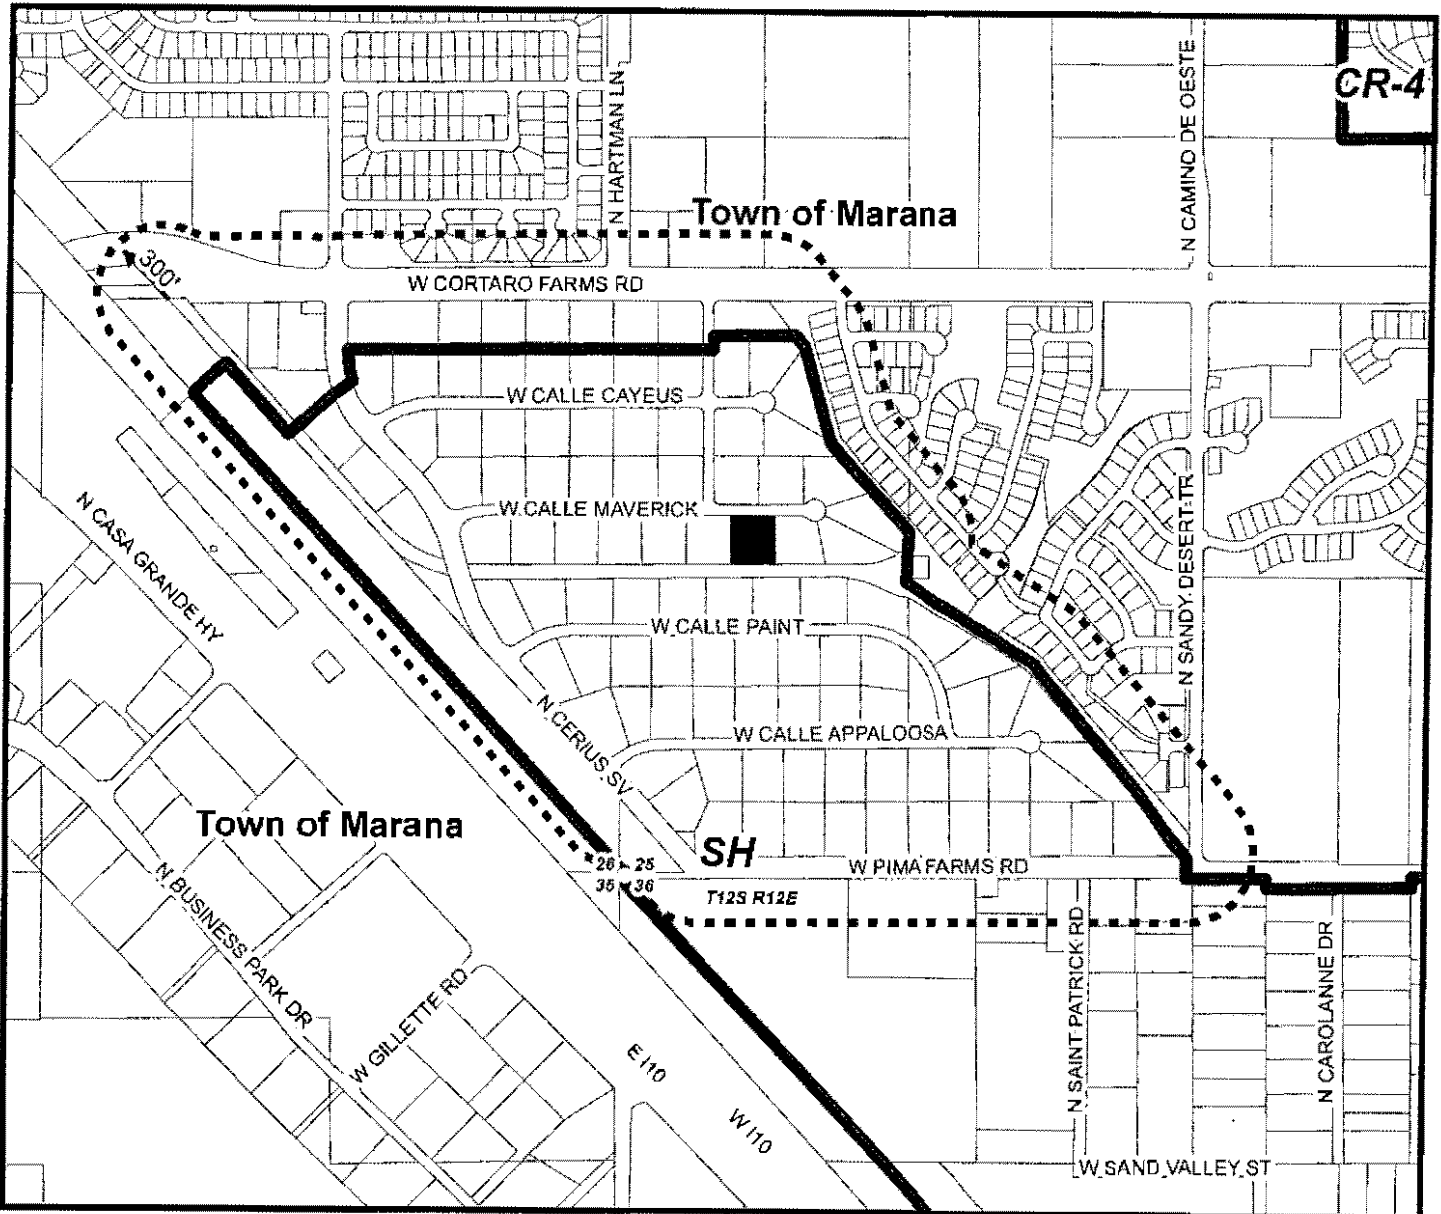 CR-4
N HARTMAN LN
N CAMINO DE OESTE
Town of Marana
300'
W CORTARO FARMS RD
W CALLE CAYEUS
N CASA GRANDE HY
W CALLE MAVERICK
N SANDY DESERT TR
W CALLE PAINT
N CERIUS SV
W CALLE APPALOOSA
Town of Marana
SH
26 25
W PIMA FARMS RD
35 36
T12S R12E
N BUSINESS PARK DR
W GILLETTE RD
N SAINT PATRICK RD
N CAROLANNE DR
E I10
W I10
W SAND VALLEY ST